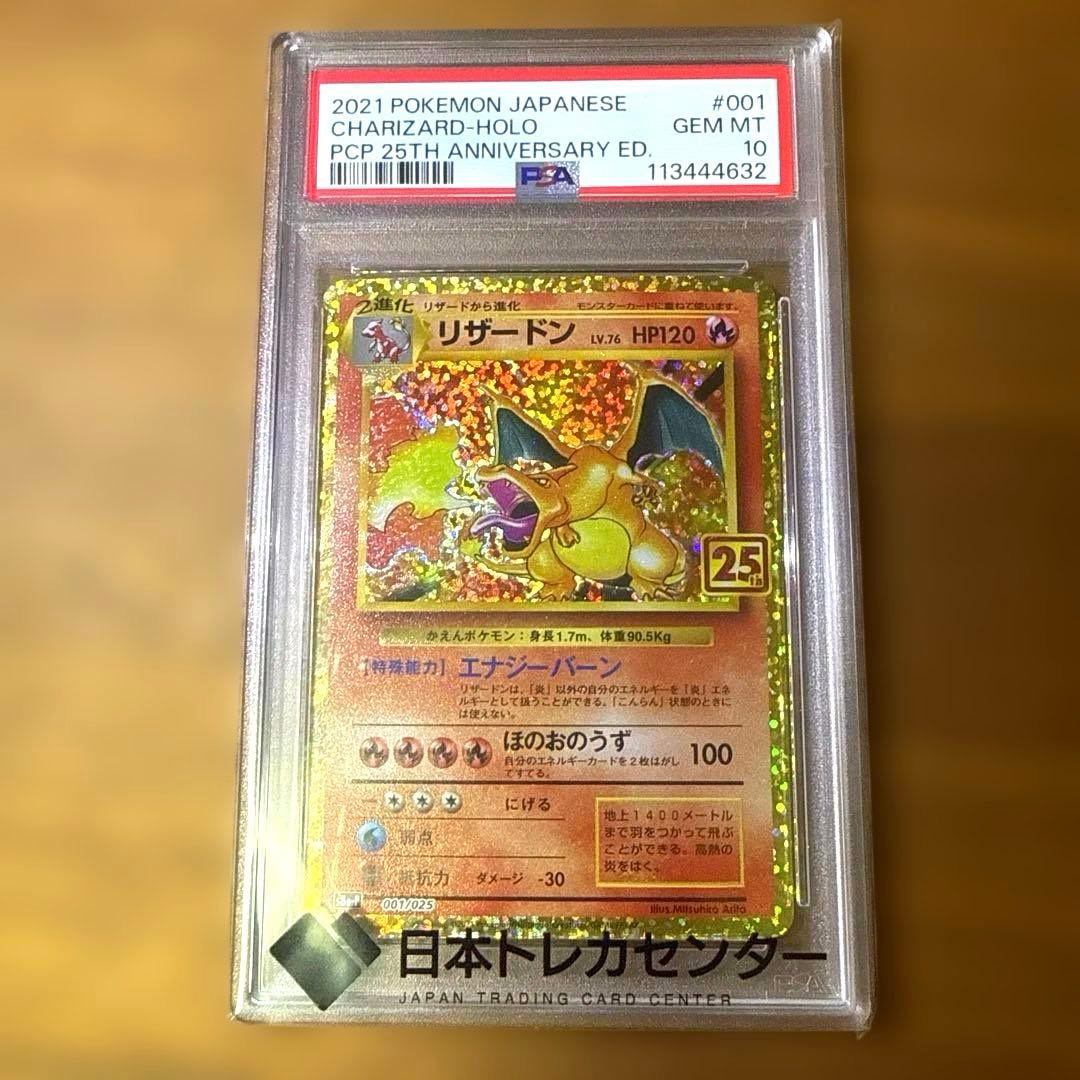 2021 POKEMON JAPANESE #001
CHARIZARD-HOLO GEM MT
PCP 25TH ANNIVERSARY ED. 10
PSA 113444632
2進化 リザードから進化 モンスターカードに重ねて使います。
リザードン LV.76 HP120
25th
かえんポケモン：身長1.7m、体重90.5Kg
［特殊能力］エナジーバーン
リザードンは、「炎」以外の自分のエネルギーを「炎」エネ
ルギーとして扱うことができる。「こんらん」状態のときに
は使えない。
ほのおのうず 100
自分のエネルギーカードを2枚はがし
てすてる。
にげる
弱点
抵抗力 ダメージ -30
地上1400メートル
まで羽をつかって飛ぶ
ことができる。高熱の
炎をはく。
001/025
Illus.Mitsuhiro Arita
日本トレカセンター
JAPAN TRADING CARD CENTER